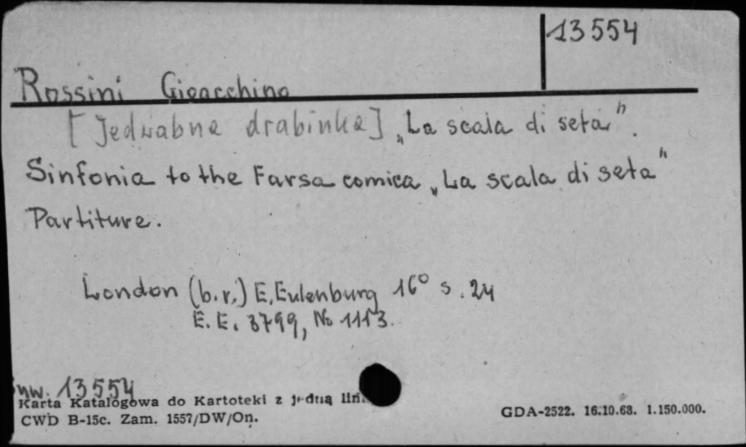 13554
Rossini Gioacchino
[Jedwabna drabinka] „La scala di seta".
Sinfonia to the Farsa comica „La scala di seta"
Partiture.
London (b.r.) E. Eulenburg 16° s. 24
E. E. 3799, No 1113.
inw. 13554
Karta Katalogowa do Kartoteki z jedną lin
CWD B-15c. Zam. 1557/DW/On.
GDA-2522. 16.10.68. 1.150.000.